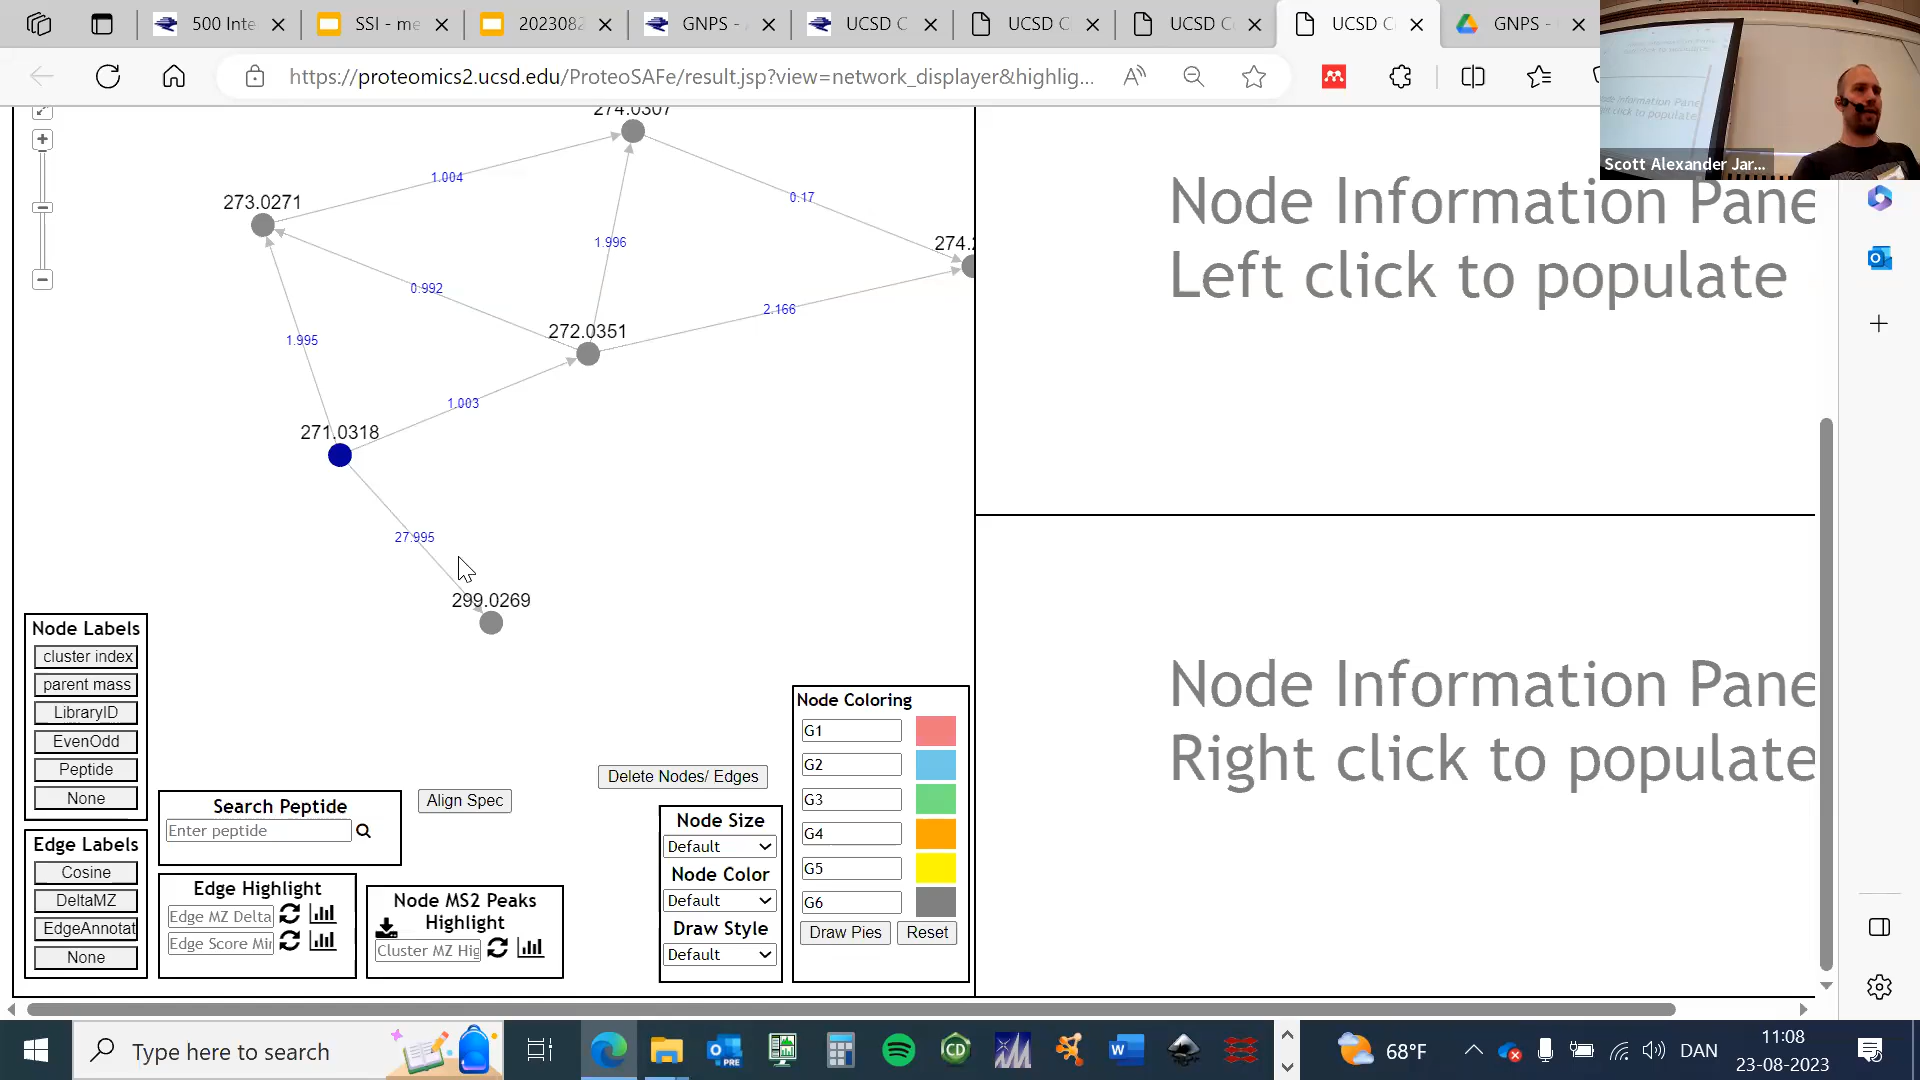 500 Inte
SSI - me
2023082
GNPS -
UCSD C
UCSD C
UCSD C
UCSD C
GNPS -
https://proteomics2.ucsd.edu/ProteoSAFe/result.jsp?view=network_displayer&highlig...
Scott Alexander Jar...
274.0307
1.004
0.17
273.0271
1.996
274.
0.992
2.166
272.0351
1.995
1.003
271.0318
27.995
299.0269
Node Information Pane
Left click to populate
Node Information Pane
Right click to populate
Node Labels
cluster index
parent mass
LibraryID
EvenOdd
Peptide
None
Edge Labels
Cosine
DeltaMZ
EdgeAnnotat
None
Search Peptide
Enter peptide
Align Spec
Edge Highlight
Edge MZ Delta
Edge Score Mir
Node MS2 Peaks
Highlight
Cluster MZ Hig
Delete Nodes/ Edges
Node Size
Default
Node Color
Default
Draw Style
Default
Node Coloring
G1
G2
G3
G4
G5
G6
Draw Pies
Reset
Type here to search
PRE
CD
68°F
DAN
11:08
23-08-2023